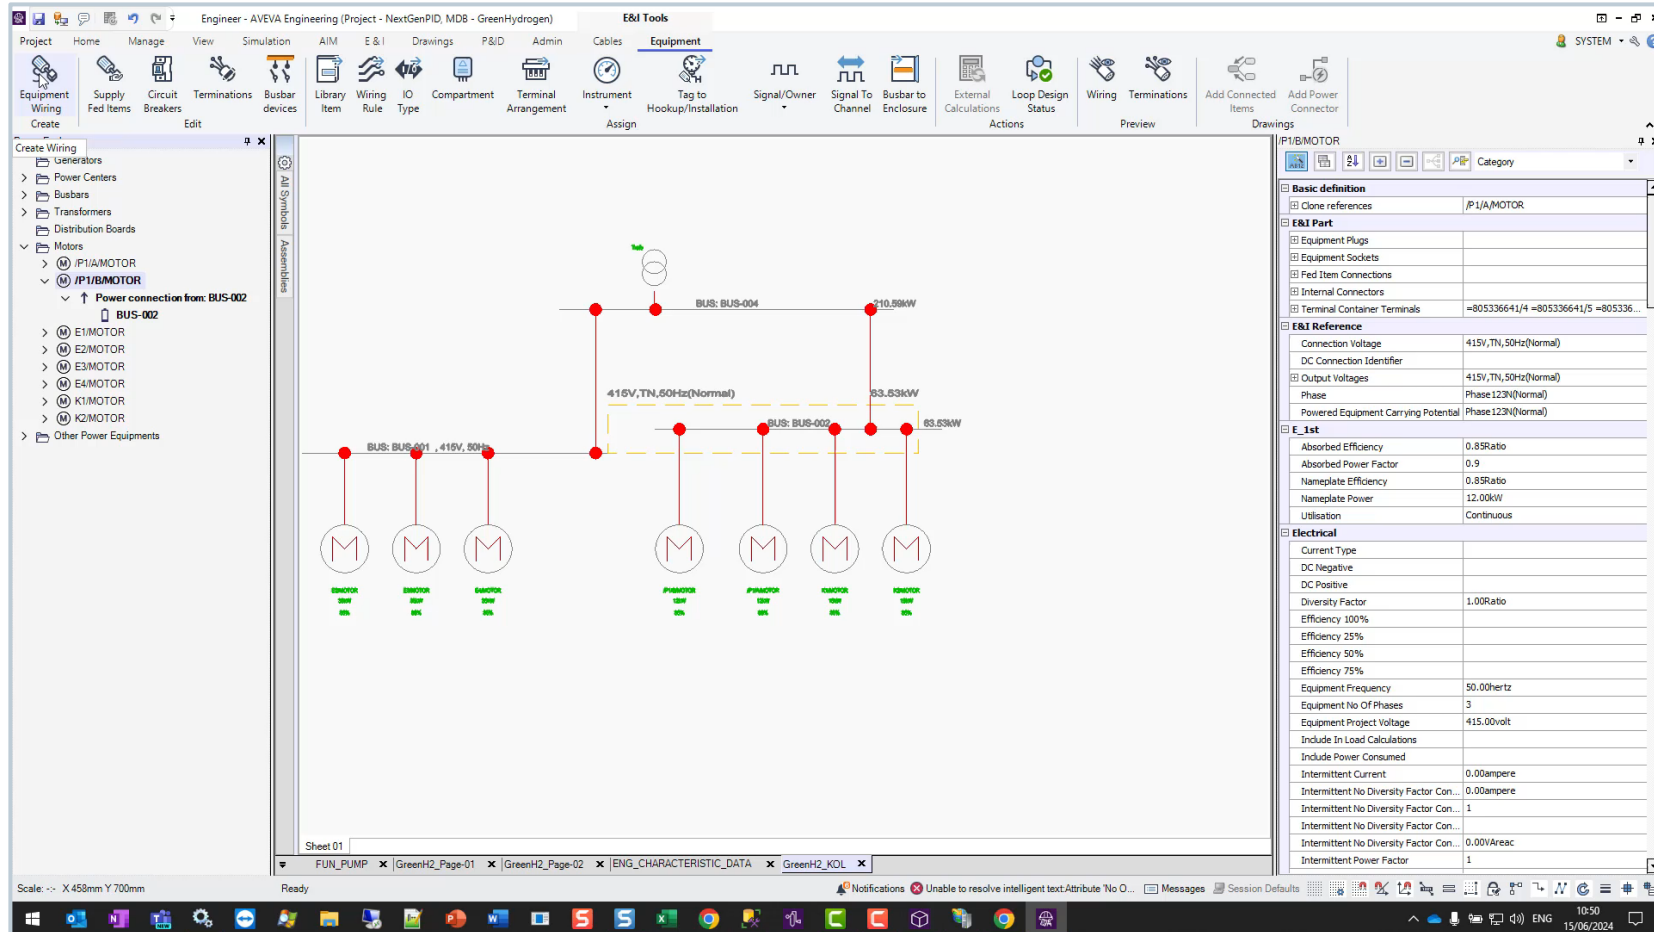 Engineer - AVEVA Engineering (Project - NextGenPID, MDB - GreenHydrogen)
E&I Tools
Project Home Manage View Simulation AIM E & I Drawings P&ID Admin Cables Equipment
SYSTEM
Equipment Wiring
Supply Fed Items
Circuit Breakers
Terminations
Busbar devices
Library Item
Wiring Rule
IO Type
Compartment
Terminal Arrangement
Instrument
Tag to Hookup/Installation
Signal/Owner
Signal To Channel
Busbar to Enclosure
External Calculations
Loop Design Status
Wiring
Terminations
Add Connected Items
Add Power Connector
Create Edit Assign Actions Preview Drawings
Create Wiring
Generators
Power Centers
Busbars
Transformers
Distribution Boards
Motors
/P1/A/MOTOR
/P1/B/MOTOR
Power connection from: BUS-002
BUS-002
E1/MOTOR
E2/MOTOR
E3/MOTOR
E4/MOTOR
K1/MOTOR
K2/MOTOR
Other Power Equipments
All Symbols
Assemblies
BUS: BUS-004
210.59kW
415V,TN,50Hz(Normal)
63.53kW
BUS: BUS-002
63.53kW
BUS: BUS-001 , 415V, 50Hz
M M M M M M M
Sheet 01
FUN_PUMP
GreenH2_Page-01
GreenH2_Page-02
ENG_CHARACTERISTIC_DATA
GreenH2_KOL
/P1/B/MOTOR
Category
Basic definition
Clone references /P1/A/MOTOR
E&I Part
Equipment Plugs
Equipment Sockets
Fed Item Connections
Internal Connectors
Terminal Container Terminals =805336641/4 =805336641/5 =805336...
E&I Reference
Connection Voltage 415V,TN,50Hz(Normal)
DC Connection Identifier
Output Voltages 415V,TN,50Hz(Normal)
Phase Phase123N(Normal)
Powered Equipment Carrying Potential Phase123N(Normal)
E_1st
Absorbed Efficiency 0.85Ratio
Absorbed Power Factor 0.9
Nameplate Efficiency 0.85Ratio
Nameplate Power 12.00kW
Utilisation Continuous
Electrical
Current Type
DC Negative
DC Positive
Diversity Factor 1.00Ratio
Efficiency 100%
Efficiency 25%
Efficiency 50%
Efficiency 75%
Equipment Frequency 50.00hertz
Equipment No Of Phases 3
Equipment Project Voltage 415.00volt
Include In Load Calculations
Include Power Consumed
Intermittent Current 0.00ampere
Intermittent No Diversity Factor Con... 0.00ampere
Intermittent No Diversity Factor Con... 1
Intermittent No Diversity Factor Con...
Intermittent No Diversity Factor Con... 0.00VAreac
Intermittent Power Factor 1
Scale: -:- X 458mm Y 700mm
Ready
Notifications
Unable to resolve intelligent text:Attribute 'No O...
Messages
Session Defaults
ENG
10:50
15/06/2024